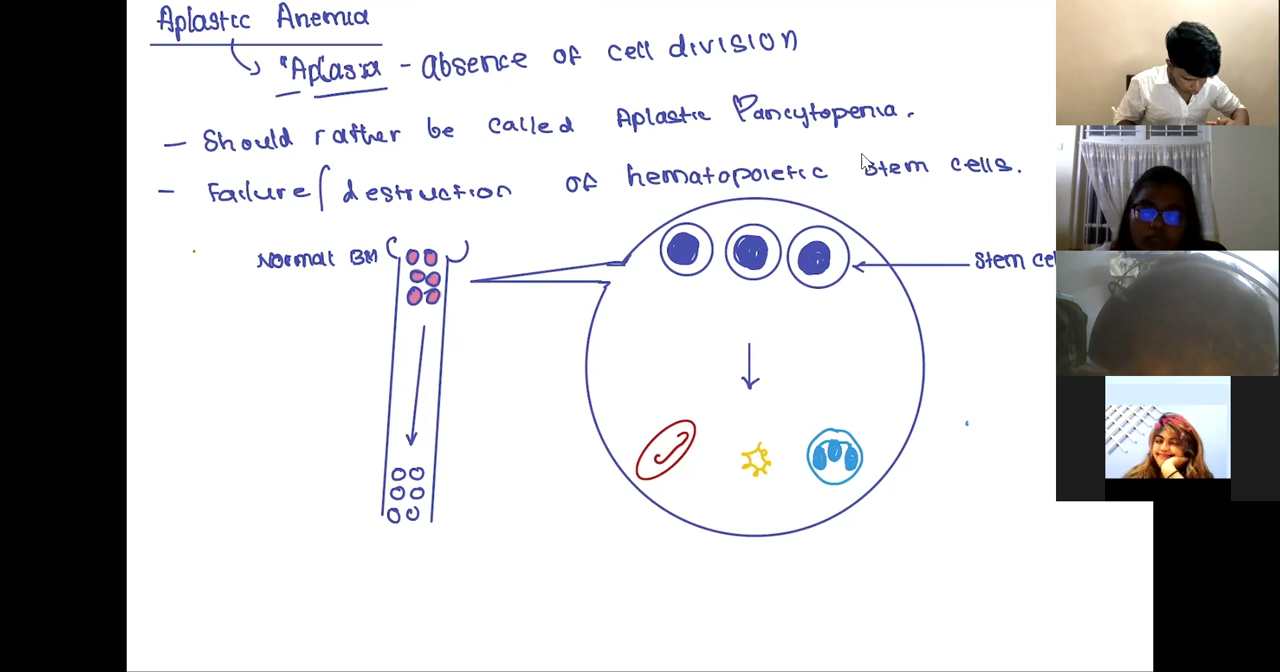 Aplastic Anemia
"Aplasia - absence of cell division
- Should rather be called Aplastic Pancytopenia.
- Failure / destruction of hematopoietic stem cells.
Normal BM
Stem ce